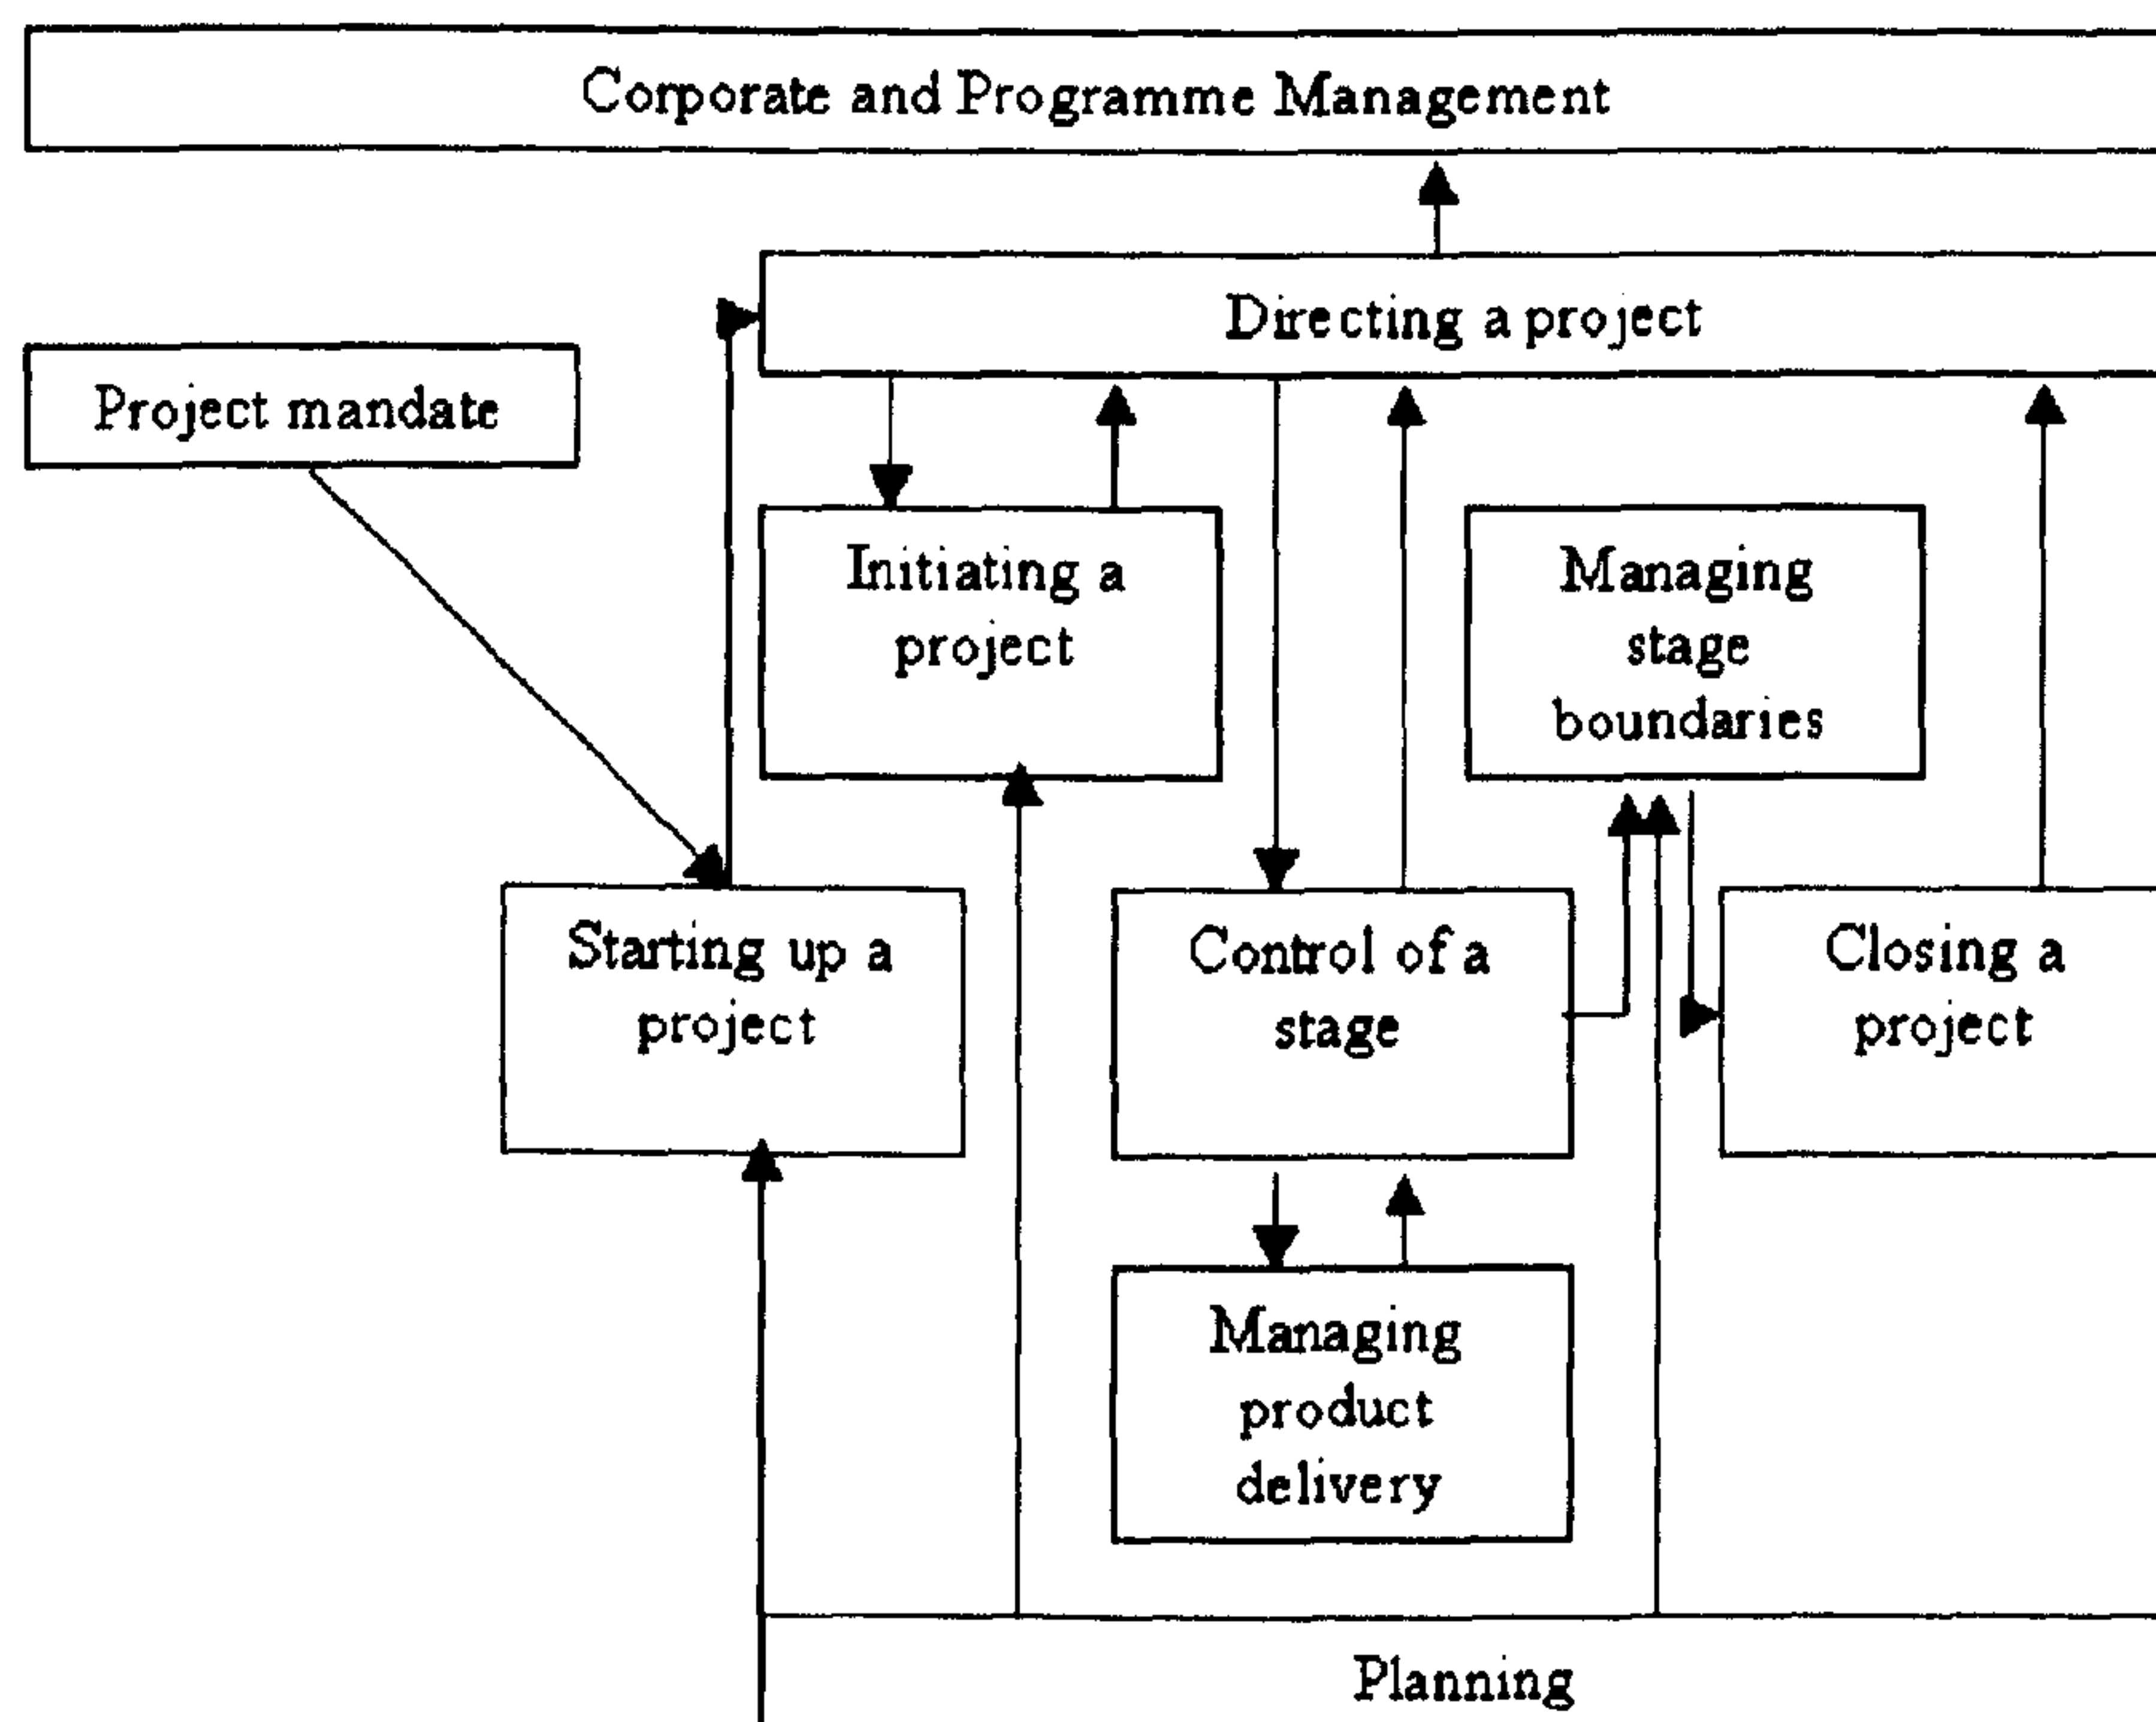 Corporate and Programme Management
Directing a project
Project mandate
Initiating a
project
Managing
stage
boundaries
Starting up a
project
Control of a
stage
Closing a
project
Managing
product
delivery
Planning